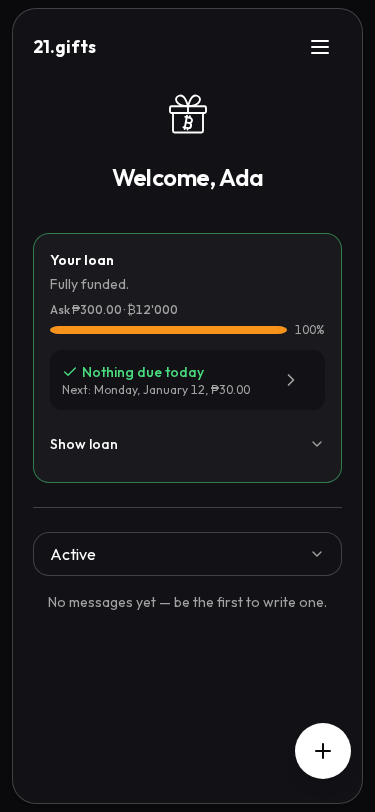 21.gifts
Welcome, Ada
Your loan
Fully funded.
Ask ₱300.00 · ₿12'000
100%
Nothing due today
Next: Monday, January 12, ₱30.00
Show loan
Active
No messages yet — be the first to write one.